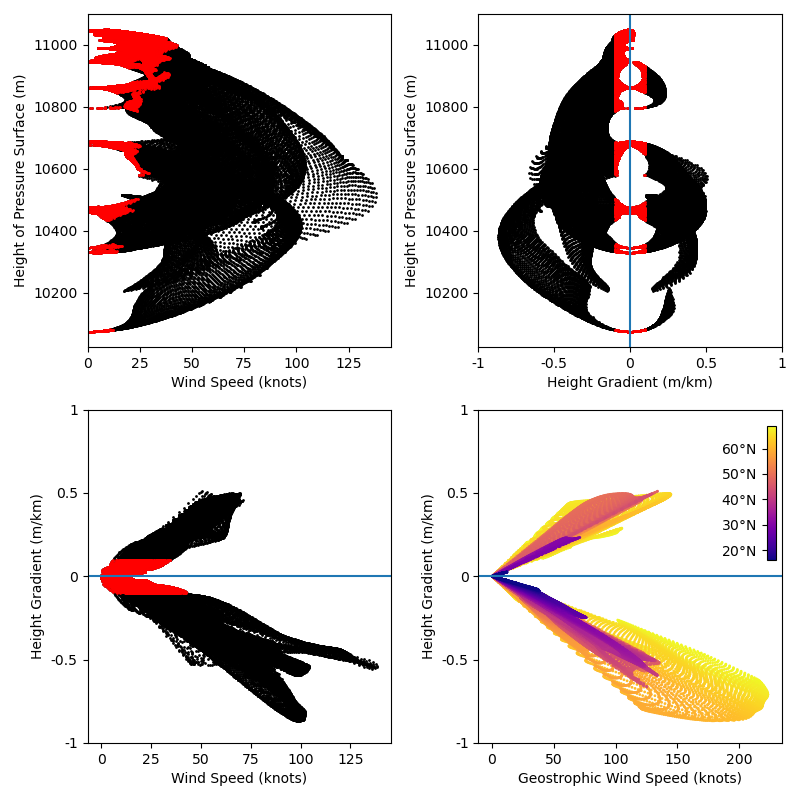 11000
10800
10600
10400
10200
Height of Pressure Surface (m)
0 25 50 75 100 125
Wind Speed (knots)
11000
10800
10600
10400
10200
Height of Pressure Surface (m)
-1 -0.5 0 0.5 1
Height Gradient (m/km)
1
0.5
0
-0.5
-1
Height Gradient (m/km)
0 25 50 75 100 125
Wind Speed (knots)
1
0.5
0
-0.5
-1
Height Gradient (m/km)
60°N
50°N
40°N
30°N
20°N
0 50 100 150 200
Geostrophic Wind Speed (knots)